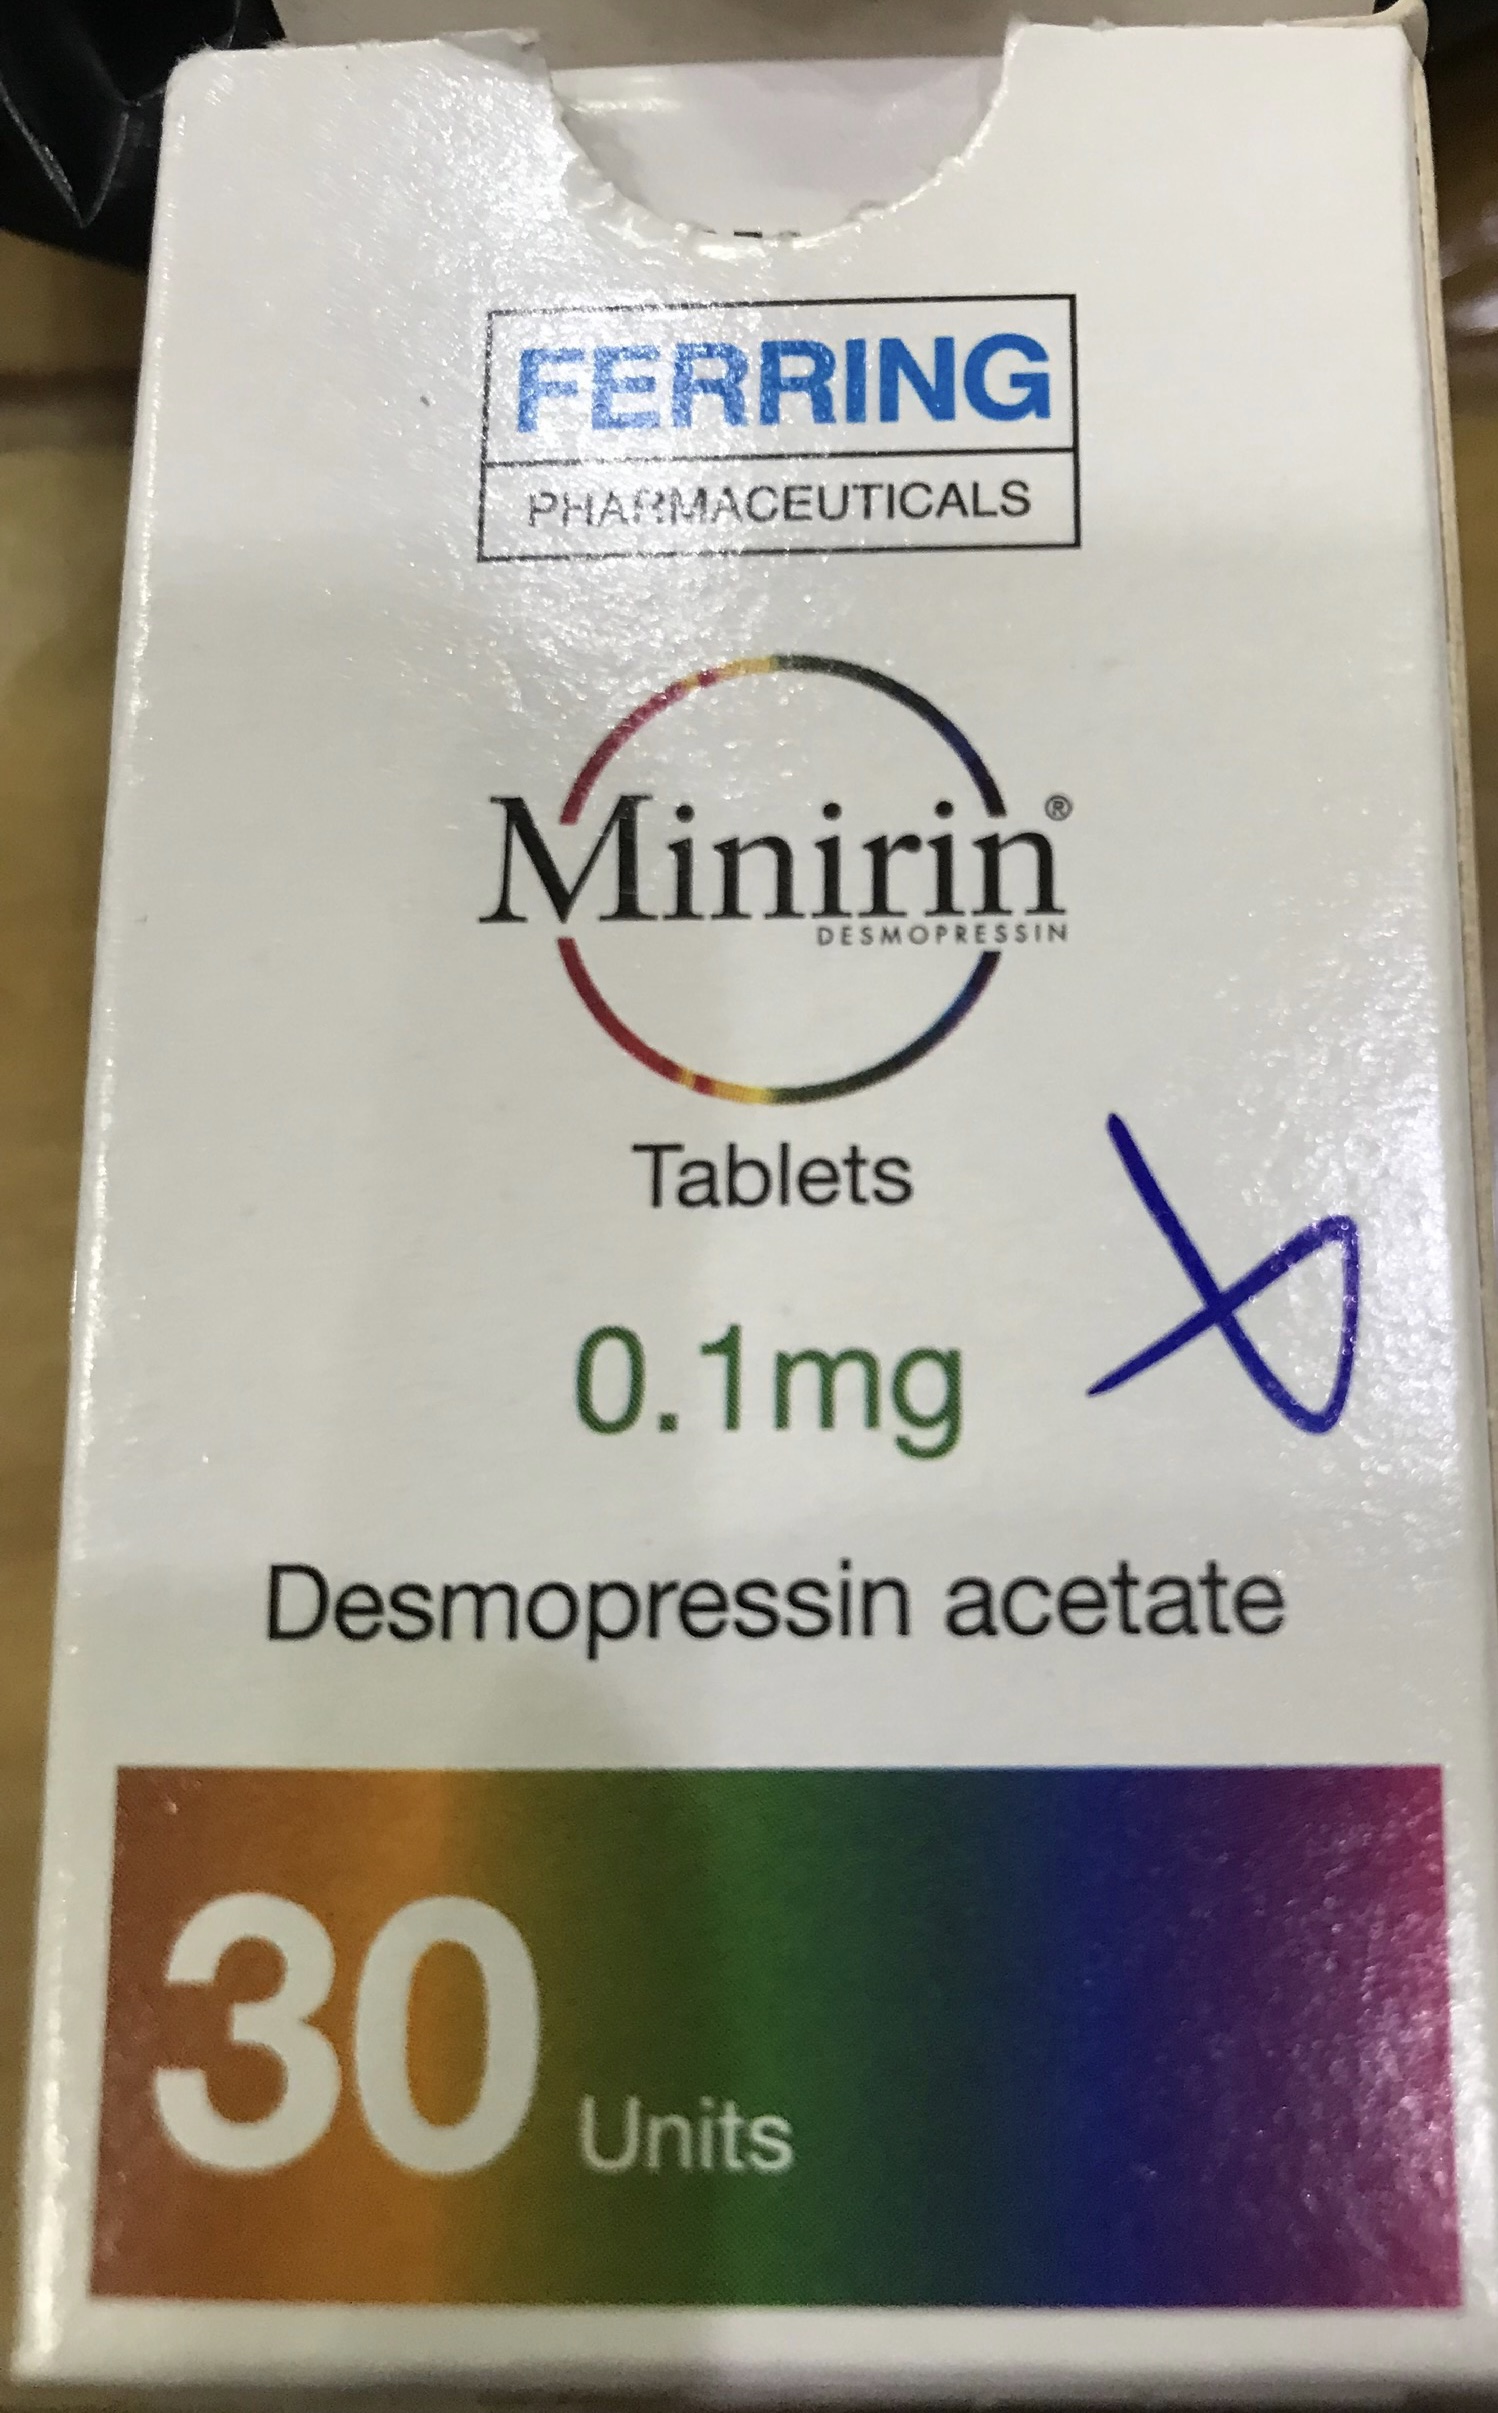 FERRING
PHARMACEUTICALS
Minirin®
DESMOPRESSIN
Tablets
0.1mg
Desmopressin acetate
30 Units